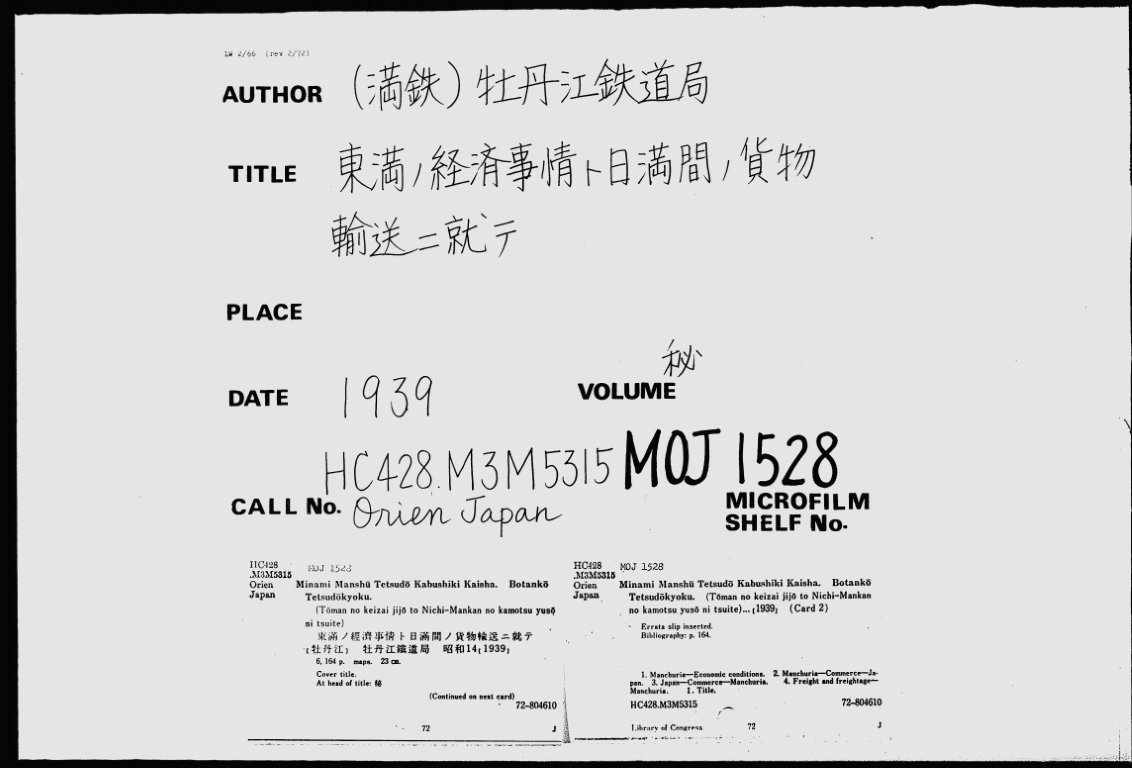 LW 2/66 (rev 2/72)
AUTHOR (満鉄) 牡丹江鉄道局
TITLE 東満ノ経済事情ト日満間ノ貨物
輸送ニ就テ
PLACE
秘
DATE 1939 VOLUME
HC428.M3M5315 MOJ 1528
CALL No. Orien Japan MICROFILM
SHELF No.
HC428 MOJ 1528
.M3M5315
Orien Minami Manshū Tetsudō Kabushiki Kaisha. Botankō
Japan Tetsudōkyoku.
(Tōman no keizai jijō to Nichi-Mankan no kamotsu yusō
ni tsuite)
東滿ノ經濟事情ト日滿間ノ貨物輸送ニ就テ
[牡丹江] 牡丹江鐵道局 昭和14[1939]
6, 164 p. maps. 23 cm.
Cover title.
At head of title: 秘
(Continued on next card)
72-804610
72 J
HC428 MOJ 1528
.M3M5315
Orien Minami Manshū Tetsudō Kabushiki Kaisha. Botankō
Japan Tetsudōkyoku. (Tōman no keizai jijō to Nichi-Mankan
no kamotsu yusō ni tsuite)... [1939] (Card 2)
Errata slip inserted.
Bibliography: p. 164.
1. Manchuria—Economic conditions. 2. Manchuria—Commerce—Ja-
pan. 3. Japan—Commerce—Manchuria. 4. Freight and freightage—
Manchuria. I. Title.
HC428.M3M5315 72-804610
Library of Congress 72 J